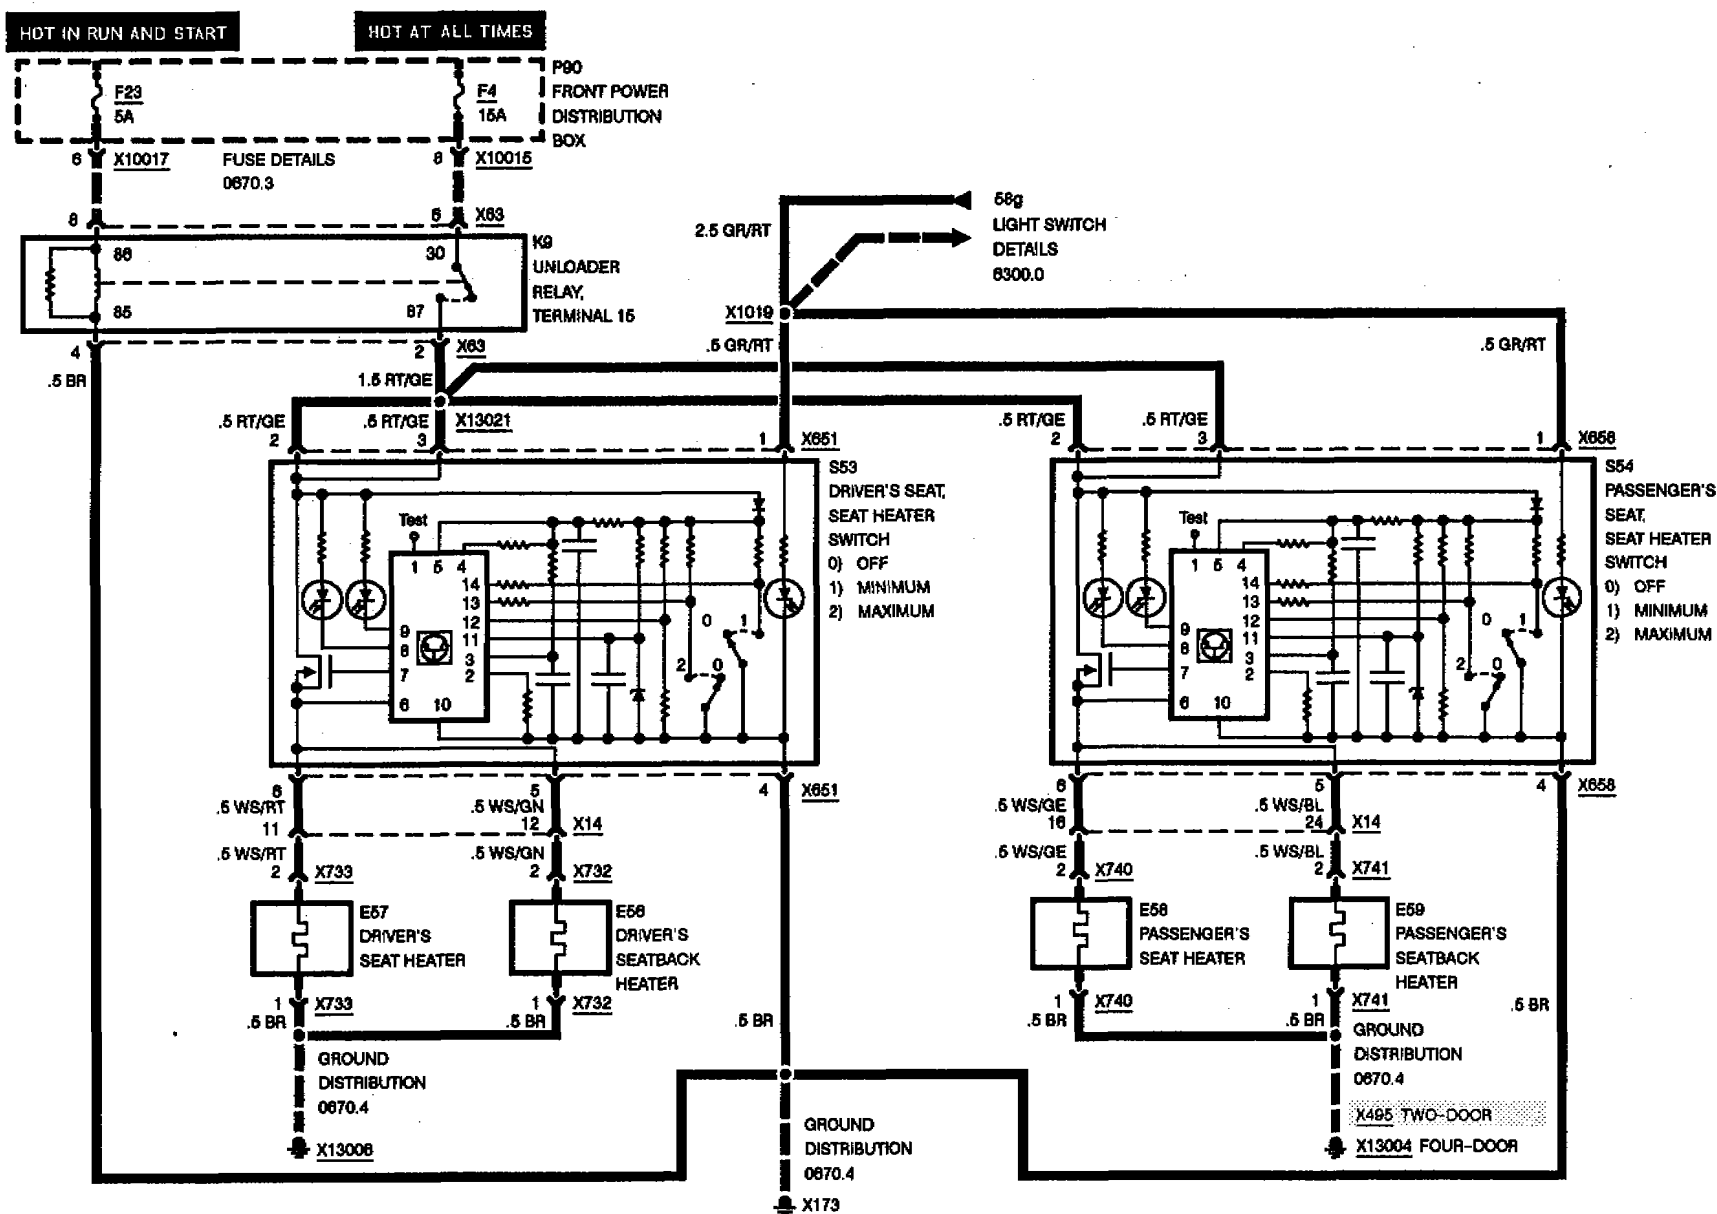 HOT IN RUN AND START
HOT AT ALL TIMES
P90
FRONT POWER
DISTRIBUTION
BOX
F23
5A
F4
15A
6
X10017
FUSE DETAILS
0670.3
8
X10015
8
6
X63
K9
UNLOADER
RELAY,
TERMINAL 15
86
30
85
87
4
2
X63
.5 BR
1.5 RT/GE
58g
LIGHT SWITCH
DETAILS
6300.0
2.5 GR/RT
X1019
.5 GR/RT
.5 GR/RT
.5 RT/GE
.5 RT/GE
X13021
.5 RT/GE
.5 RT/GE
2
3
1
X651
2
3
1
X658
S53
DRIVER'S SEAT,
SEAT HEATER
SWITCH
0) OFF
1) MINIMUM
2) MAXIMUM
Test
1
5
4
14
13
12
11
3
2
9
8
7
6
10
0
1
2
0
S54
PASSENGER'S
SEAT,
SEAT HEATER
SWITCH
0) OFF
1) MINIMUM
2) MAXIMUM
Test
1
5
4
14
13
12
11
3
2
9
8
7
6
10
0
1
2
0
6
5
4
X651
6
5
4
X658
.5 WS/RT
.5 WS/GN
.5 WS/GE
.5 WS/BL
11
12
X14
16
24
X14
.5 WS/RT
.5 WS/GN
.5 WS/GE
.5 WS/BL
2
X733
2
X732
2
X740
2
X741
E57
DRIVER'S
SEAT HEATER
E56
DRIVER'S
SEATBACK
HEATER
E58
PASSENGER'S
SEAT HEATER
E59
PASSENGER'S
SEATBACK
HEATER
1
X733
1
X732
1
X740
1
X741
.5 BR
.5 BR
.5 BR
.5 BR
.5 BR
.5 BR
GROUND
DISTRIBUTION
0670.4
X13006
GROUND
DISTRIBUTION
0670.4
X173
GROUND
DISTRIBUTION
0670.4
X495 TWO-DOOR
X13004 FOUR-DOOR